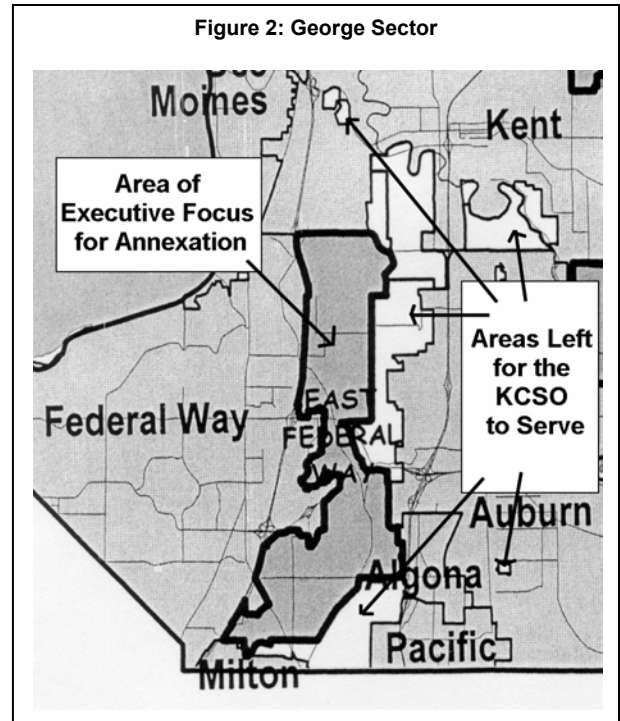 Figure 2: George Sector
Des
Moines
Kent
Area of
Executive Focus
for Annexation
Areas Left
for the
KCSO
to Serve
EAST
FEDERAL
WAY
Federal Way
Auburn
Algona
Pacific
Milton